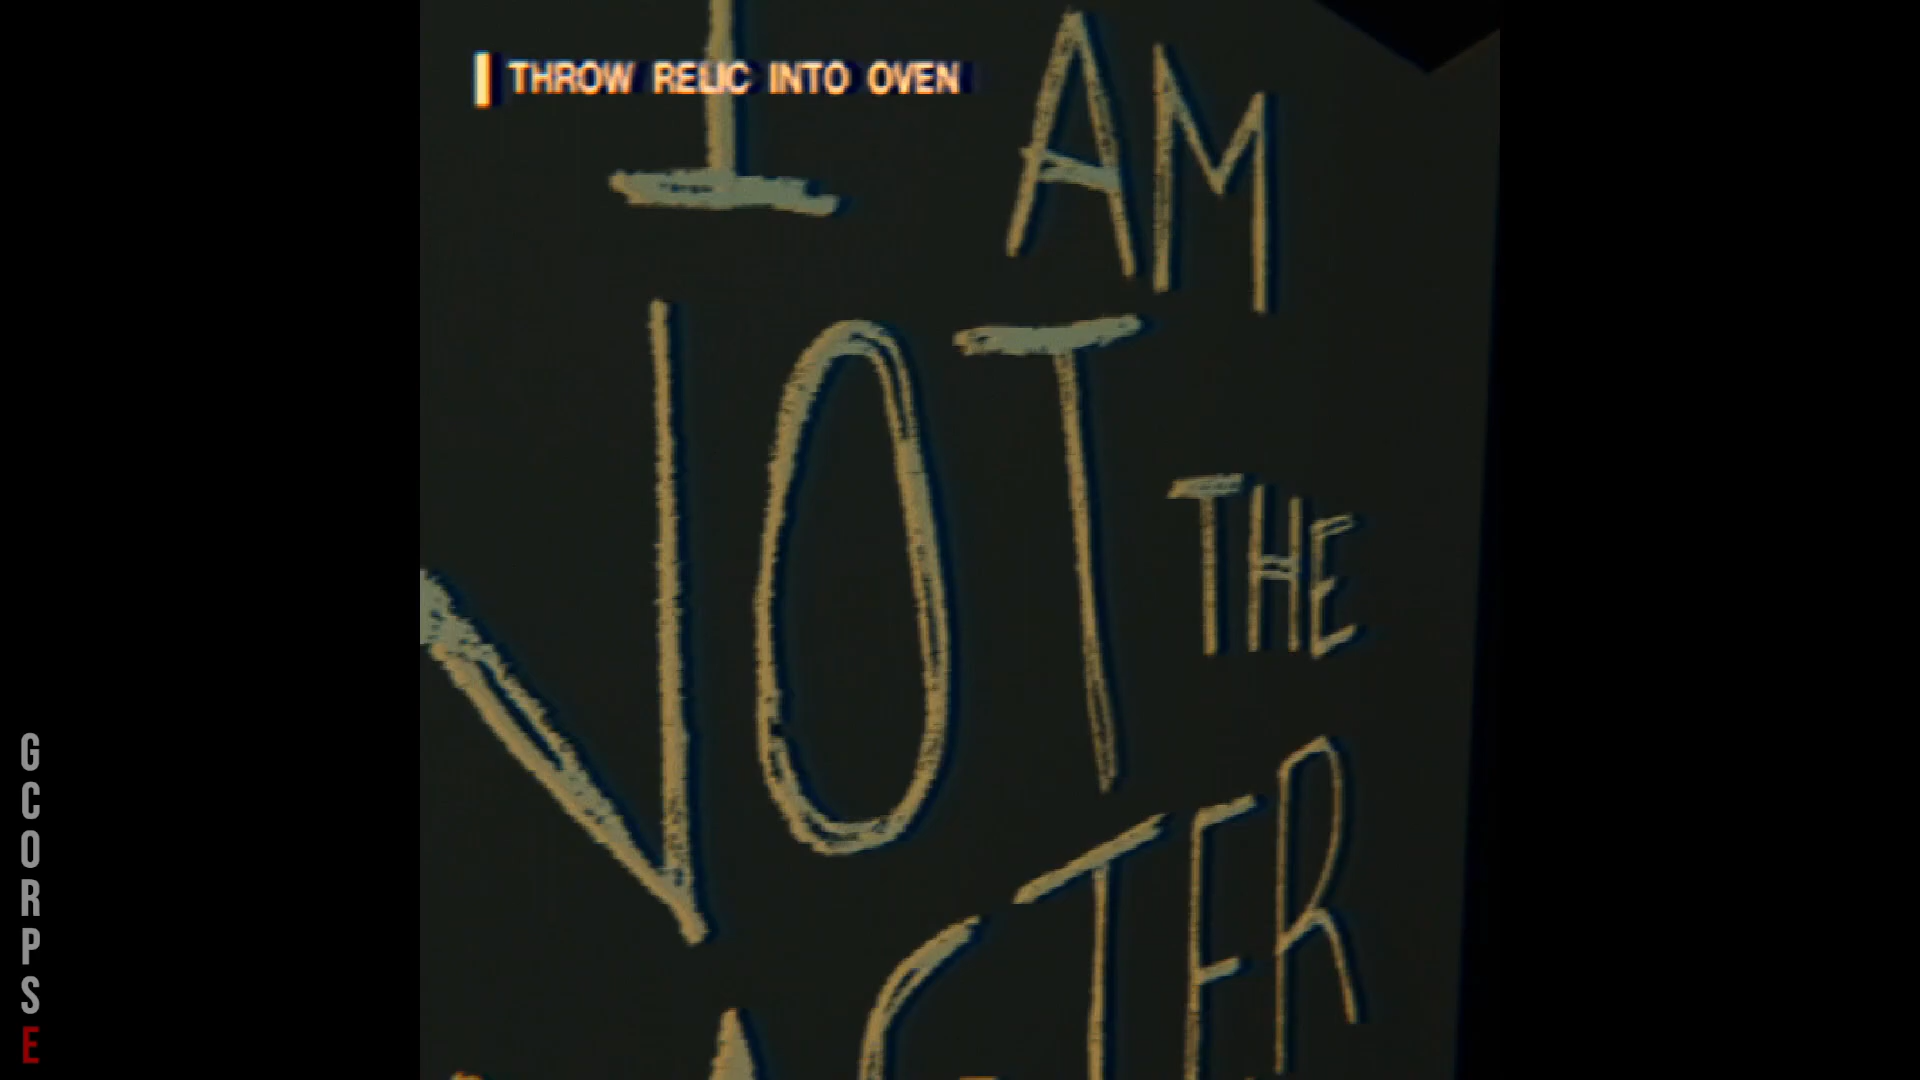 THROW RELIC INTO OVEN
I AM
NOT
THE
GCORPSE